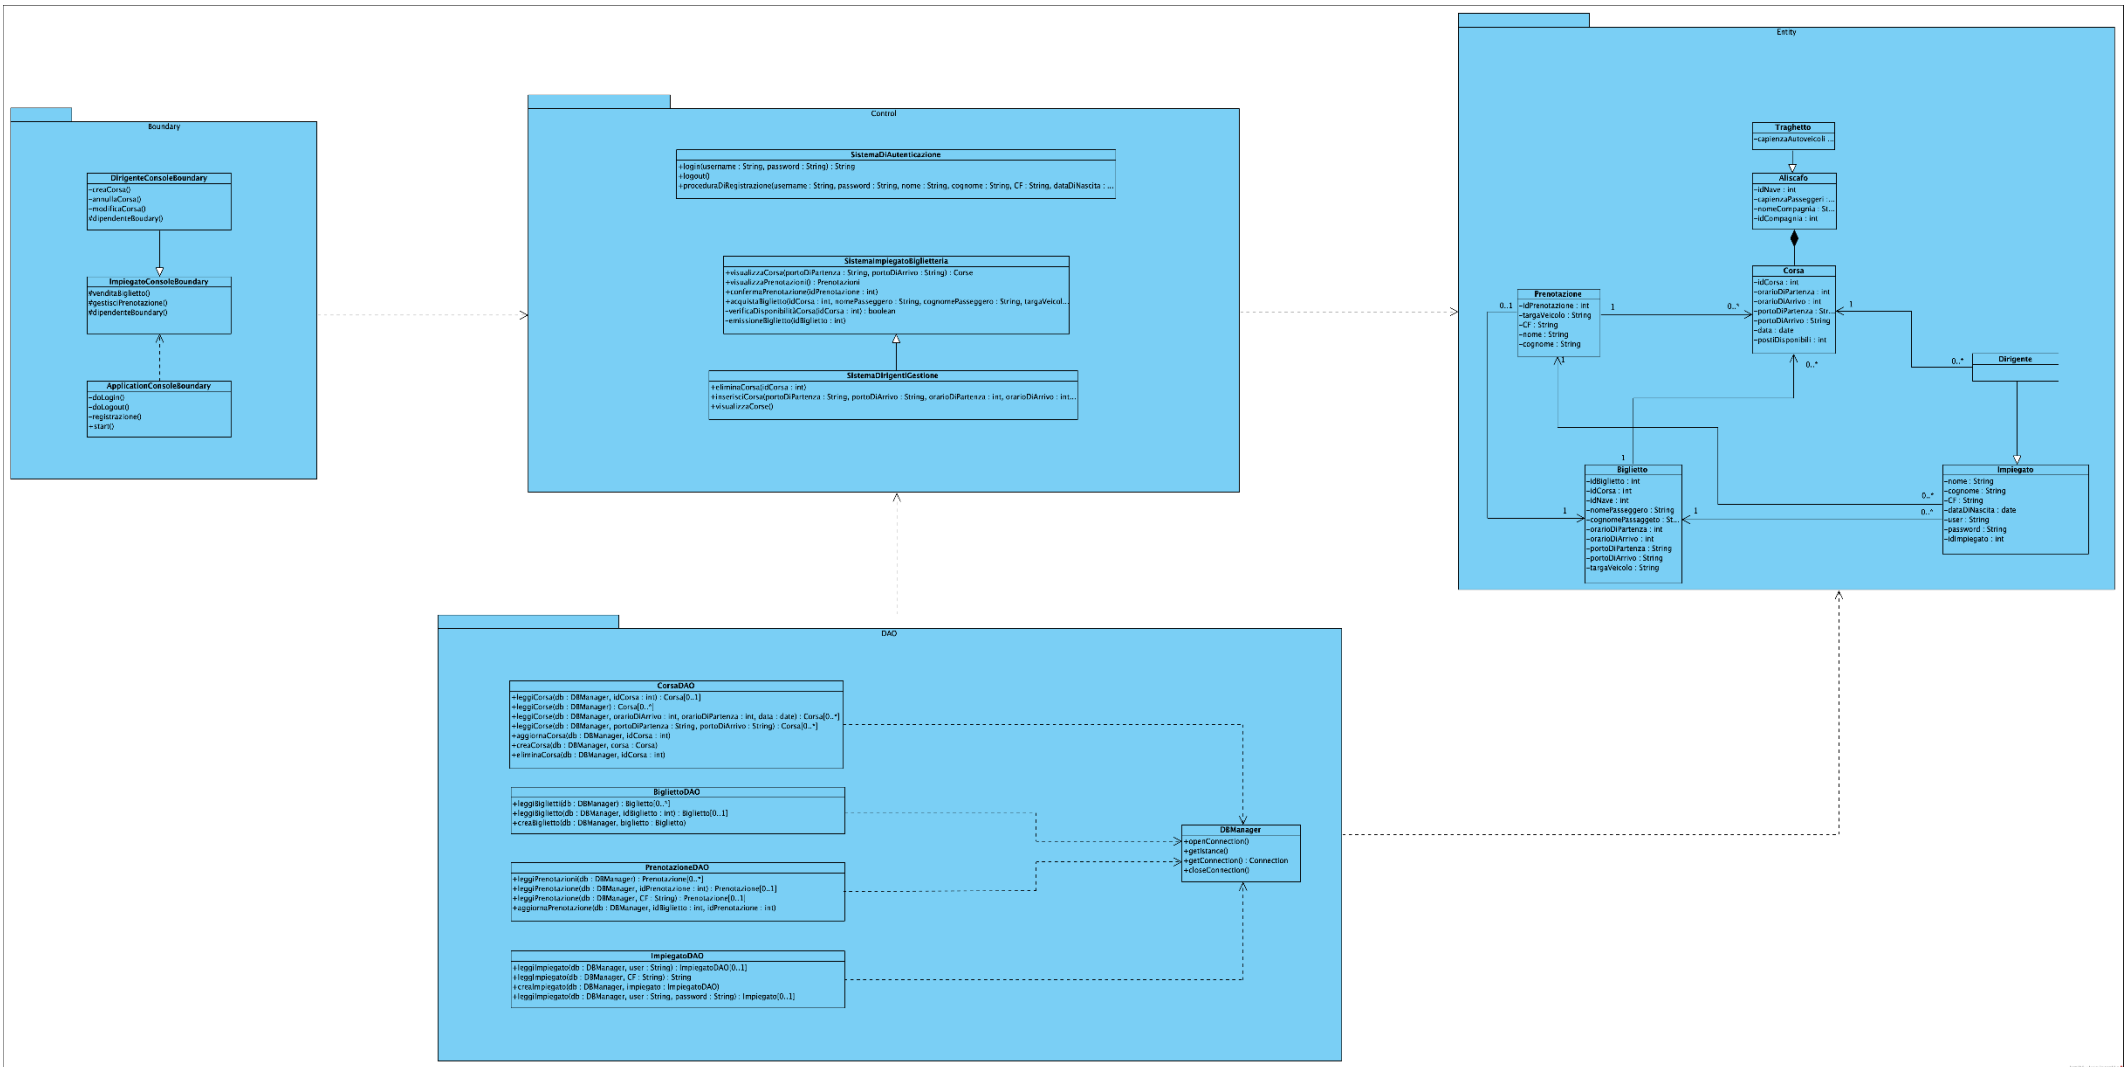 Boundary
DirigenteConsoleBoundary
-creaCorsa()
-annullaCorsa()
-modificaCorsa()
#dipendenteBoudary()
ImpiegatoConsoleBoundary
#venditaBiglietto()
#gestisciPrenotazione()
#dipendenteBoundary()
ApplicationConsoleBoundary
-doLogin()
-doLogout()
-registrazione()
+start()
Control
SistemaDiAutenticazione
+login(username : String, password : String) : String
+logout()
+proceduraDiRegistrazione(username : String, password : String, nome : String, cognome : String, CF : String, dataDiNascita : ...
SistemaImpiegatoBiglietteria
+visualizzaCorsa(portoDiPartenza : String, portoDiArrivo : String) : Corse
+visualizzaPrenotazioni() : Prenotazioni
+confermaPrenotazione(idPrenotazione : int)
+acquistaBiglietto(idCorsa : int, nomePasseggero : String, cognomePasseggero : String, targaVeicol...
-verificaDisponibilitàCorsa(idCorsa : int) : boolean
-emissioneBiglietto(idBiglietto : int)
SistemaDirigentiGestione
+eliminaCorsa(idCorsa : int)
+inserisciCorsa(portoDiPartenza : String, portoDiArrivo : String, orarioDiPartenza : int, orarioDiArrivo : int...
+visualizzaCorse()
Entity
Traghetto
-capienzaAutoveicoli ...
Aliscafo
-idNave : int
-capienzaPasseggeri : ...
-nomeCompagnia : St...
-idCompagnia : int
Corsa
-idCorsa : int
-orarioDiPartenza : int
-orarioDiArrivo : int
-portoDiPartenza : Str...
-portoDiArrivo : String
-data : date
-postiDisponibili : int
Prenotazione
-idPrenotazione : int
-targaVeicolo : String
-CF : String
-nome : String
-cognome : String
0..1
1
0..*
1
0..*
1
0..*
Dirigente
1
Biglietto
-idBiglietto : int
-idCorsa : int
-idNave : int
-nomePasseggero : String
-cognomePassaggeto : St...
-orarioDiPartenza : int
-orarioDiArrivo : int
-portoDiPartenza : String
-portoDiArrivo : String
-targaVeicolo : String
1
1
0..*
0..*
Impiegato
-nome : String
-cognome : String
-CF : String
-dataDiNascita : date
-user : String
-password : String
-idImpiegato : int
DAO
CorsaDAO
+leggiCorsa(db : DBManager, idCorsa : int) : Corsa[0..1]
+leggiCorse(db : DBManager) : Corsa[0..*]
+leggiCorse(db : DBManager, orarioDiArrivo : int, orarioDiPartenza : int, data : date) : Corsa[0..*]
+leggiCorse(db : DBManager, portoDiPartenza : String, portoDiArrivo : String) : Corsa[0..*]
+aggiornaCorsa(db : DBManager, idCorsa : int)
+creaCorsa(db : DBManager, corsa : Corsa)
+eliminaCorsa(db : DBManager, idCorsa : int)
BigliettoDAO
+leggiBiglietti(db : DBManager) : Biglietto[0..*]
+leggiBiglietto(db : DBManager, idBiglietto : int) : Biglietto[0..1]
+creaBiglietto(db : DBManager, biglietto : Biglietto)
PrenotazioneDAO
+leggiPrenotazioni(db : DBManager) : Prenotazione[0..*]
+leggiPrenotazione(db : DBManager, idPrenotazione : int) : Prenotazione[0..1]
+leggiPrenotazione(db : DBManager, CF : String) : Prenotazione[0..1]
+aggiornaPrenotazione(db : DBManager, idBiglietto : int, idPrenotazione : int)
ImpiegatoDAO
+leggiImpiegato(db : DBManager, user : String) : ImpiegatoDAO[0..1]
+leggiImpiegato(db : DBManager, CF : String) : String
+creaImpiegato(db : DBManager, impiegato : ImpiegatoDAO)
+leggiImpiegato(db : DBManager, user : String, password : String) : Impiegato[0..1]
DBManager
+openConnection()
+getIstance()
+getConnection() : Connection
+closeConnection()